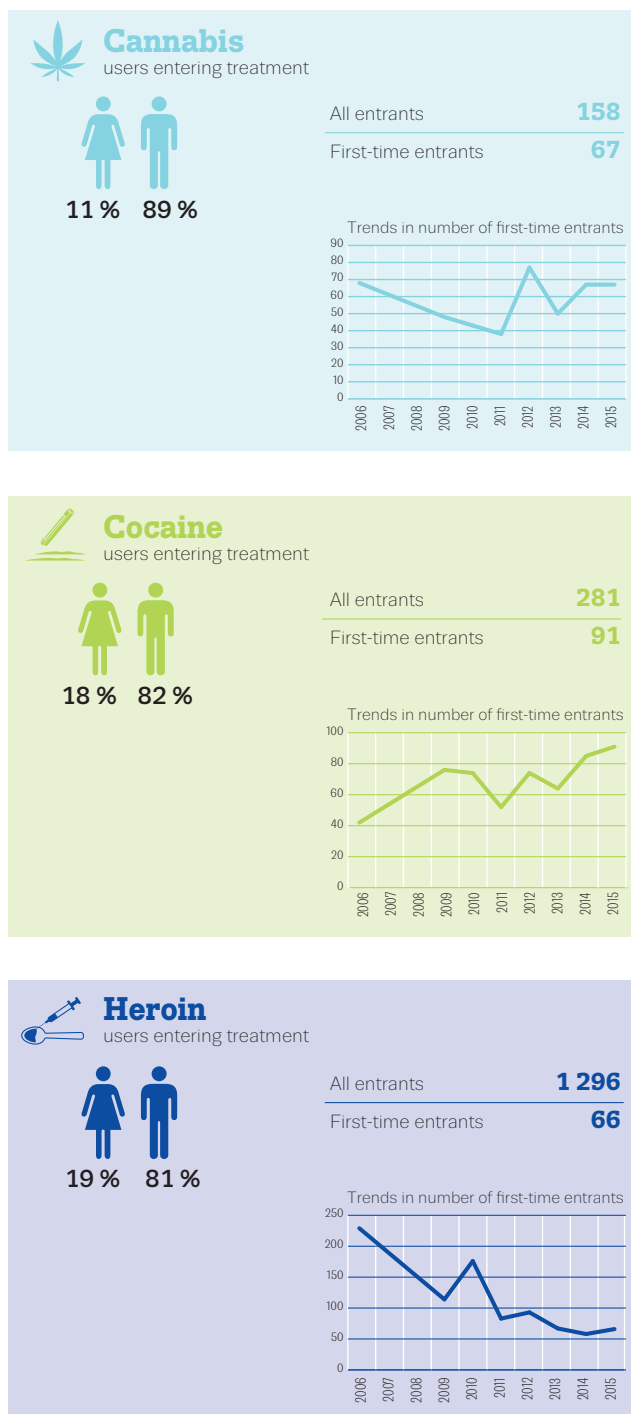 Cannabis
users entering treatment
11 % 89 %
All entrants 158
First-time entrants 67
Trends in number of first-time entrants
90
80
70
60
50
40
30
20
10
0
2006 2007 2008 2009 2010 2011 2012 2013 2014 2015
Cocaine
users entering treatment
18 % 82 %
All entrants 281
First-time entrants 91
Trends in number of first-time entrants
100
80
60
40
20
0
2006 2007 2008 2009 2010 2011 2012 2013 2014 2015
Heroin
users entering treatment
19 % 81 %
All entrants 1 296
First-time entrants 66
Trends in number of first-time entrants
250
200
150
100
50
0
2006 2007 2008 2009 2010 2011 2012 2013 2014 2015